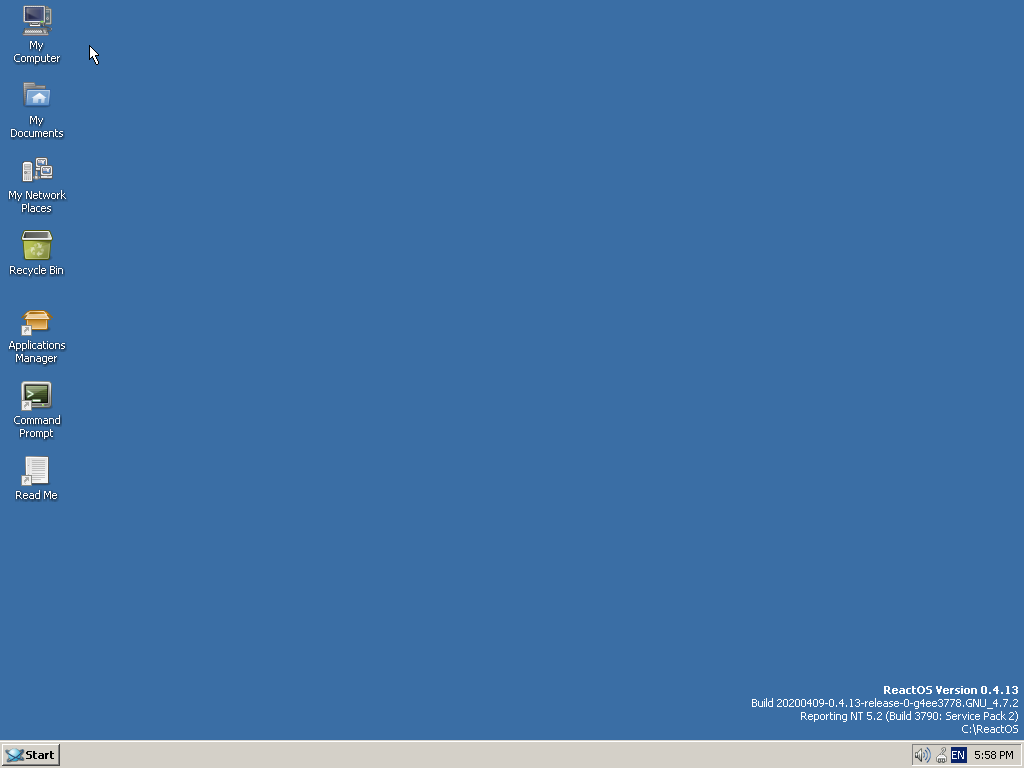 My
Computer
My
Documents
My Network
Places
Recycle Bin
Applications
Manager
Command
Prompt
Read Me
ReactOS Version 0.4.13
Build 20200409-0.4.13-release-0-g4ee3778.GNU_4.7.2
Reporting NT 5.2 (Build 3790: Service Pack 2)
C:\ReactOS
Start
EN
5:58 PM